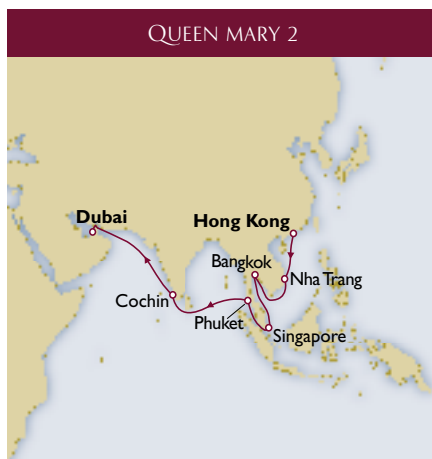 QUEEN MARY 2
Dubai
Hong Kong
Bangkok
Nha Trang
Cochin
Phuket
Singapore